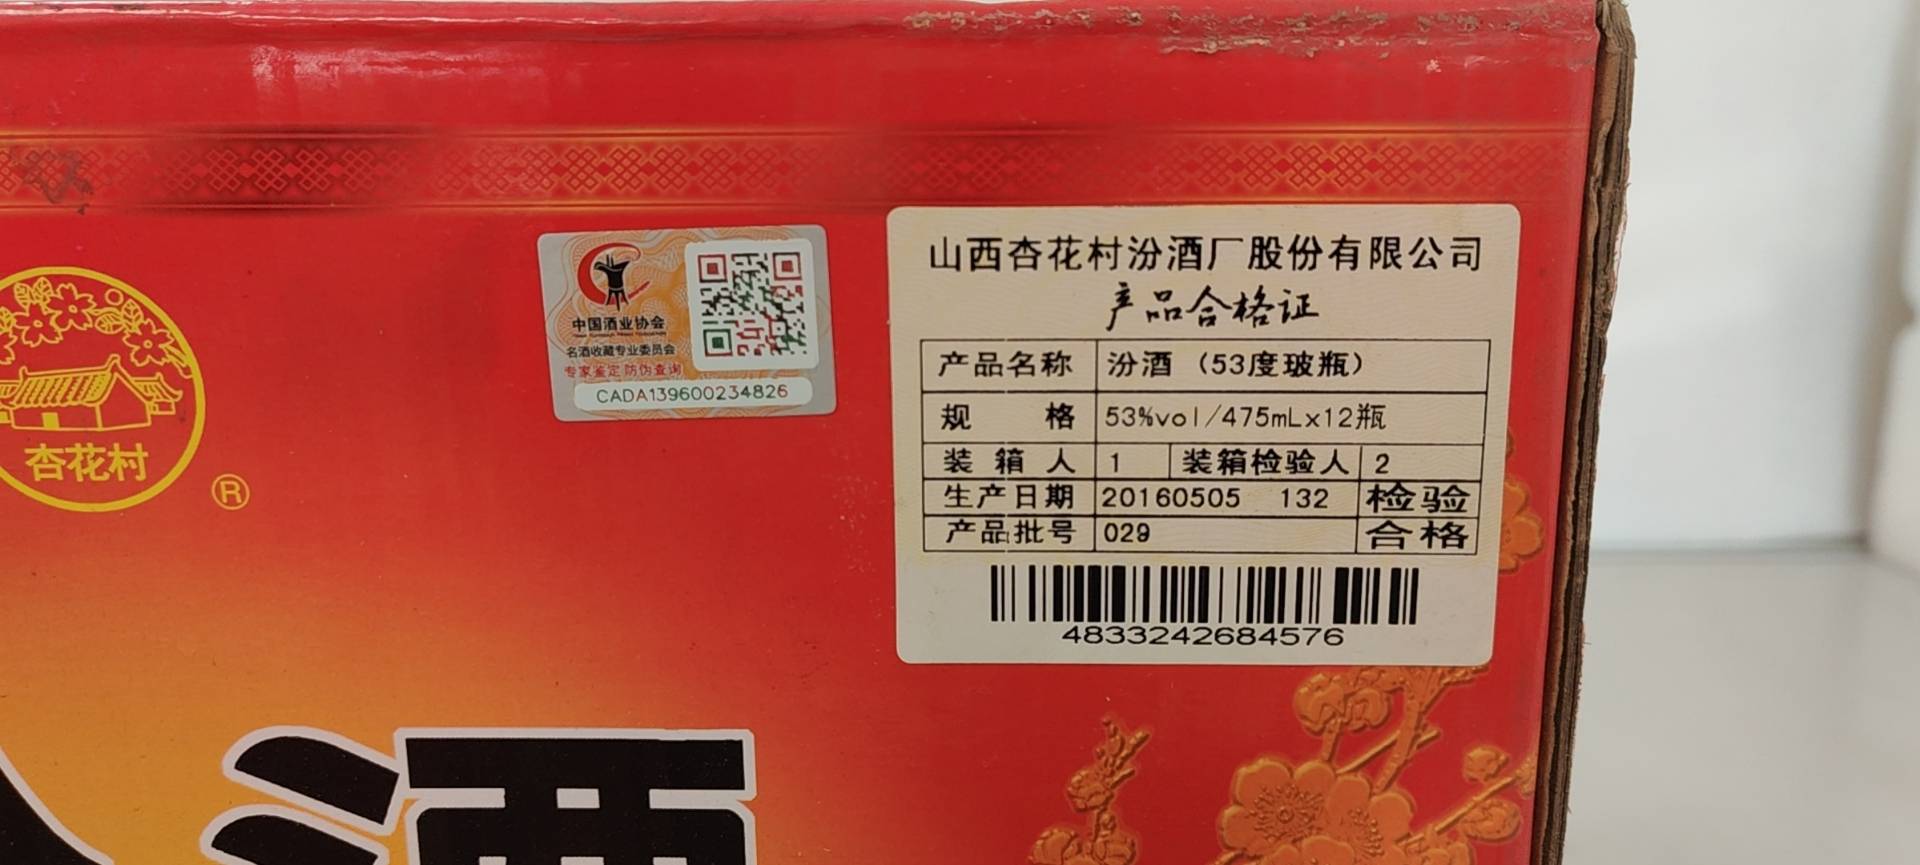 杏花村
®
中国酒业协会
名酒收藏专业委员会
专家鉴定 防伪查询
CADA139600234826
山西杏花村汾酒厂股份有限公司
产品合格证
产品名称 汾酒（53度玻瓶）
规 格 53%vol/475mLx12瓶
装 箱 人 1 装箱检验人 2
生产日期 20160505 132 检验
产品批号 029 合格
4833242684576
酒